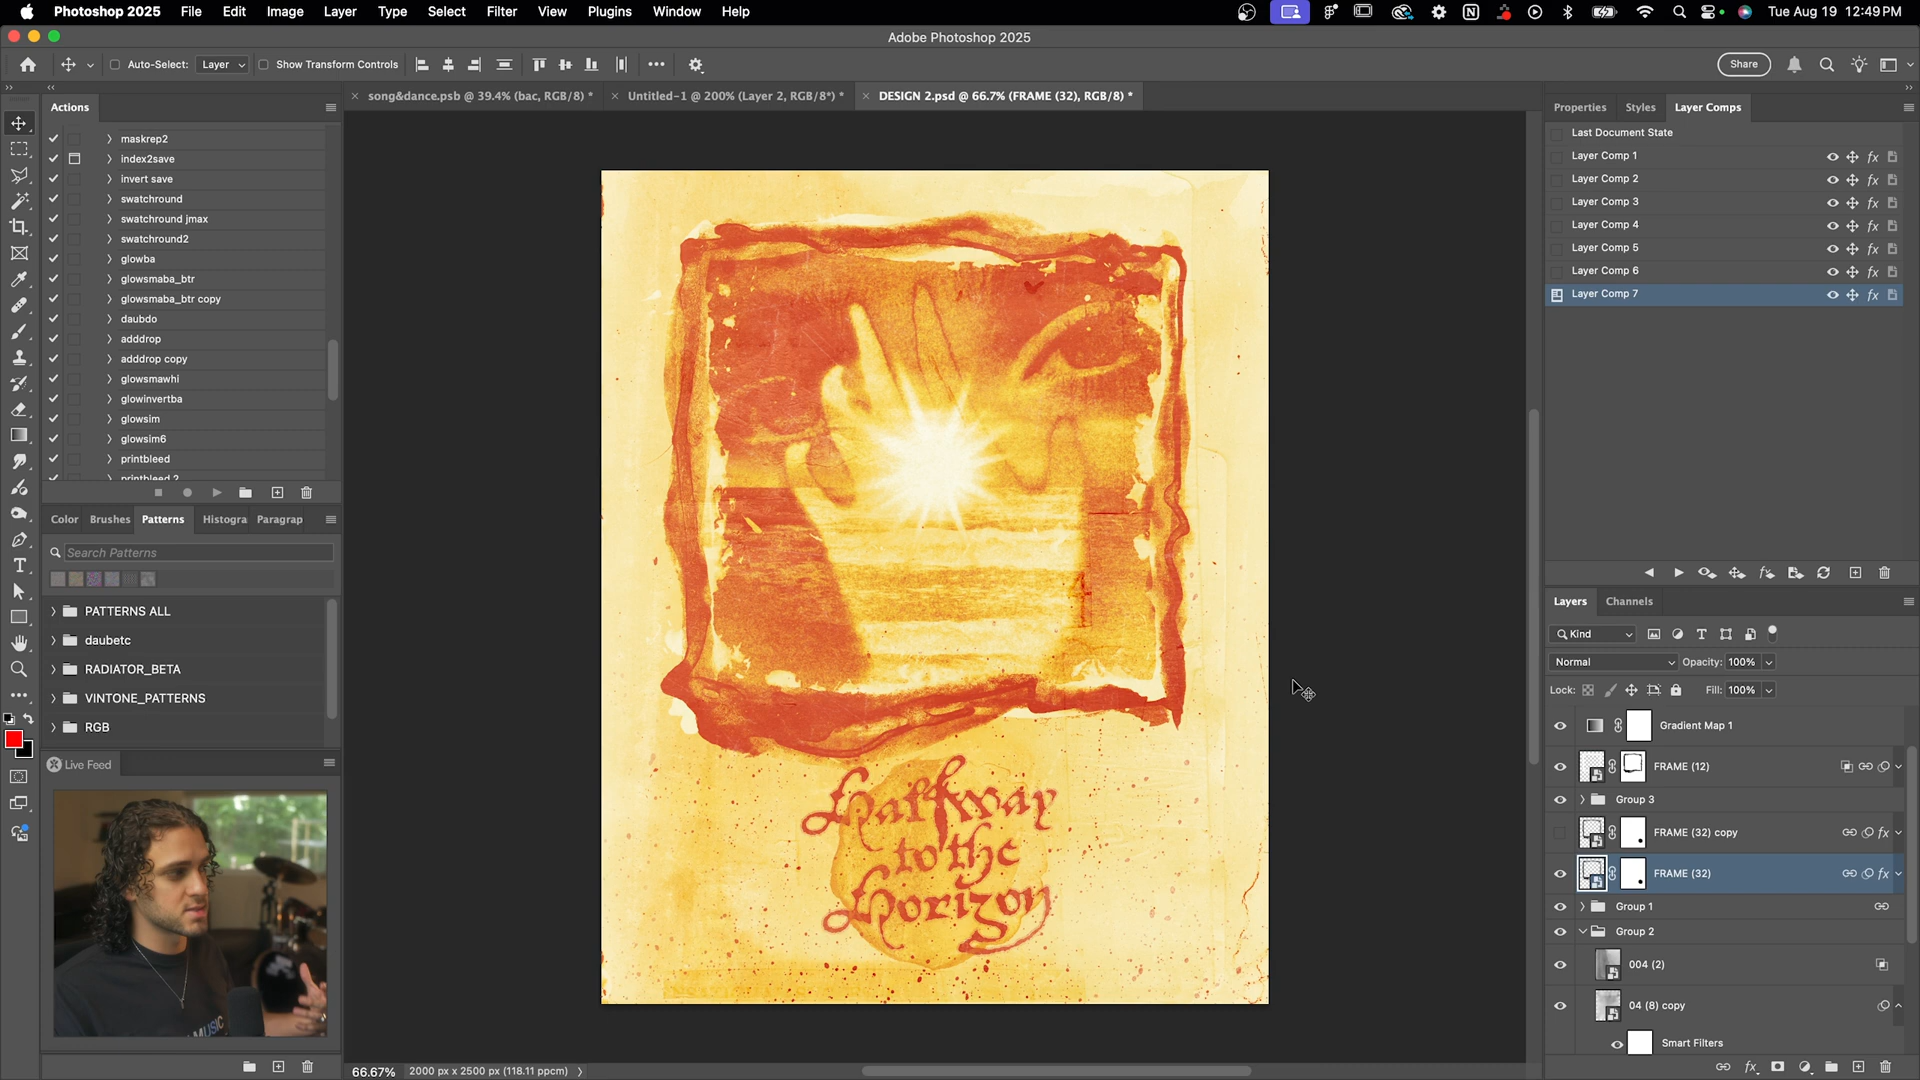 Photoshop 2025 File Edit Image Layer Type Select Filter View Plugins Window Help
Tue Aug 19 12:49 PM
Adobe Photoshop 2025
Auto-Select: Layer Show Transform Controls
Share
Actions
song&dance.psb @ 39.4% (bac, RGB/8) *
Untitled-1 @ 200% (Layer 2, RGB/8*) *
DESIGN 2.psd @ 66.7% (FRAME (32), RGB/8) *
Properties Styles Layer Comps
maskrep2
index2save
invert save
swatchround
swatchround jmax
swatchround2
glowba
glowsmaba_btr
glowsmaba_btr copy
daubdo
adddrop
adddrop copy
glowsmawhi
glowinvertba
glowsim
glowsim6
printbleed
printbleed 2
Color Brushes Patterns Histogra Paragrap
Search Patterns
PATTERNS ALL
daubetc
RADIATOR_BETA
VINTONE_PATTERNS
RGB
Live Feed
Halfway
to the
Horizon
66.67% 2000 px x 2500 px (118.11 ppcm)
Last Document State
Layer Comp 1
Layer Comp 2
Layer Comp 3
Layer Comp 4
Layer Comp 5
Layer Comp 6
Layer Comp 7
Layers Channels
Kind
Normal Opacity: 100%
Lock: Fill: 100%
Gradient Map 1
FRAME (12)
Group 3
FRAME (32) copy
FRAME (32)
Group 1
Group 2
004 (2)
04 (8) copy
Smart Filters